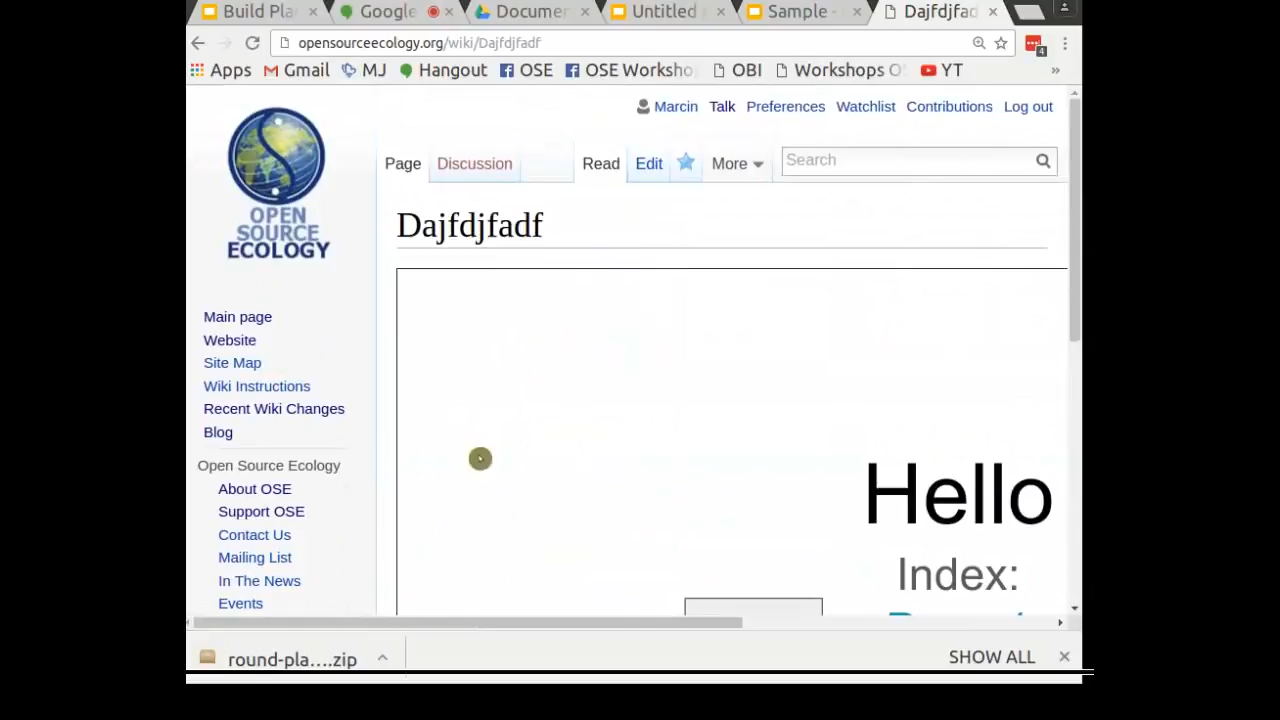 Build Pla
Google
Documen
Untitled
Sample -
Dajfdjfad
opensourceecology.org/wiki/Dajfdjfadf
4
Apps
Gmail
MJ
Hangout
OSE
OSE Worksho
OBI
Workshops O
YT
»
Marcin
Talk
Preferences
Watchlist
Contributions
Log out
Page
Discussion
Read
Edit
More
Search
OPEN
SOURCE
ECOLOGY
Dajfdjfadf
Main page
Website
Site Map
Wiki Instructions
Recent Wiki Changes
Blog
Open Source Ecology
About OSE
Support OSE
Contact Us
Mailing List
In The News
Events
Hello
Index:
round-pla....zip
SHOW ALL